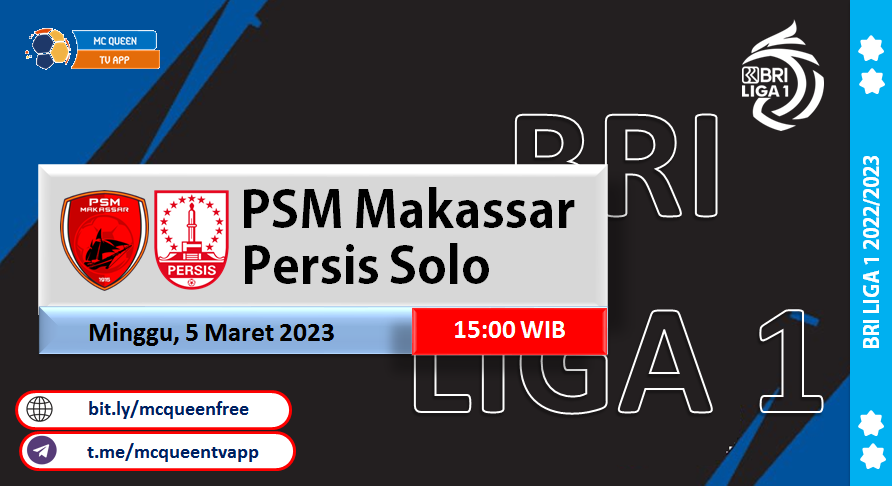 MC QUEEN
TV APP
BRI
LIGA 1
BRI
LIGA 1
PSM
MAKASSAR
1915
PERSIS
PSM Makassar
Persis Solo
Minggu, 5 Maret 2023
15:00 WIB
bit.ly/mcqueenfree
t.me/mcqueentvapp
BRI LIGA 1 2022/2023